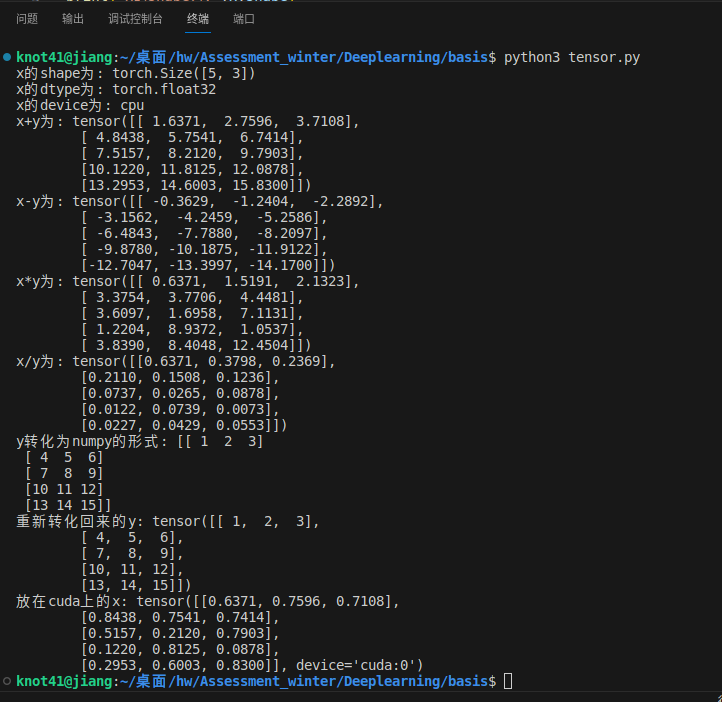 问题 输出 调试控制台 终端 端口
knot41@jiang:~/桌面/hw/Assessment_winter/Deeplearning/basis$ python3 tensor.py
x的shape为: torch.Size([5, 3])
x的dtype为: torch.float32
x的device为: cpu
x+y为: tensor([[ 1.6371,  2.7596,  3.7108],
        [ 4.8438,  5.7541,  6.7414],
        [ 7.5157,  8.2120,  9.7903],
        [10.1220, 11.8125, 12.0878],
        [13.2953, 14.6003, 15.8300]])
x-y为: tensor([[ -0.3629,  -1.2404,  -2.2892],
        [ -3.1562,  -4.2459,  -5.2586],
        [ -6.4843,  -7.7880,  -8.2097],
        [ -9.8780, -10.1875, -11.9122],
        [-12.7047, -13.3997, -14.1700]])
x*y为: tensor([[ 0.6371,  1.5191,  2.1323],
        [ 3.3754,  3.7706,  4.4481],
        [ 3.6097,  1.6958,  7.1131],
        [ 1.2204,  8.9372,  1.0537],
        [ 3.8390,  8.4048, 12.4504]])
x/y为: tensor([[0.6371, 0.3798, 0.2369],
        [0.2110, 0.1508, 0.1236],
        [0.0737, 0.0265, 0.0878],
        [0.0122, 0.0739, 0.0073],
        [0.0227, 0.0429, 0.0553]])
y转化为numpy的形式: [[ 1  2  3]
 [ 4  5  6]
 [ 7  8  9]
 [10 11 12]
 [13 14 15]]
重新转化回来的y: tensor([[ 1,  2,  3],
        [ 4,  5,  6],
        [ 7,  8,  9],
        [10, 11, 12],
        [13, 14, 15]])
放在cuda上的x: tensor([[0.6371, 0.7596, 0.7108],
        [0.8438, 0.7541, 0.7414],
        [0.5157, 0.2120, 0.7903],
        [0.1220, 0.8125, 0.0878],
        [0.2953, 0.6003, 0.8300]], device='cuda:0')
knot41@jiang:~/桌面/hw/Assessment_winter/Deeplearning/basis$